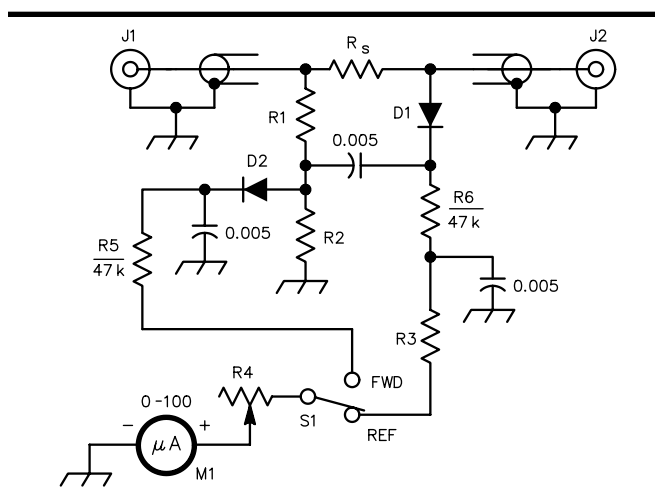 J1
R s
J2
R1
D1
0.005
D2
R6
47 k
0.005
R2
R5
47 k
0.005
R3
R4
FWD
0 -100
S1
− +
REF
μA
M1